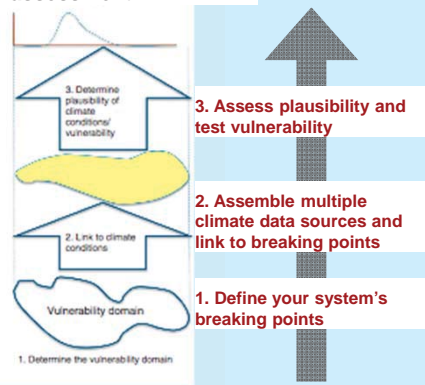 3. Determine
plausibility of
climate
conditions/
vulnerability
3. Assess plausibility and
test vulnerability
2. Link to climate
conditions
2. Assemble multiple
climate data sources and
link to breaking points
Vulnerability domain
1. Determine the vulnerability domain
1. Define your system's
breaking points